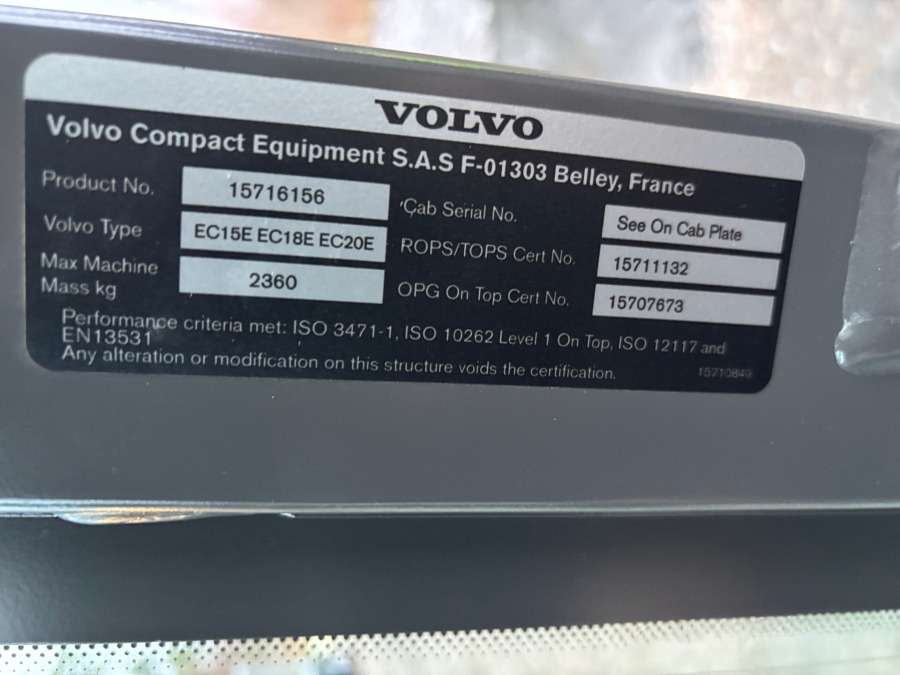 VOLVO
Volvo Compact Equipment S.A.S F-01303 Belley, France
Product No. 15716156
Volvo Type EC15E EC18E EC20E
Max Machine
Mass kg 2360
Cab Serial No. See On Cab Plate
ROPS/TOPS Cert No. 15711132
OPG On Top Cert No. 15707673
Performance criteria met: ISO 3471-1, ISO 10262 Level 1 On Top, ISO 12117 and
EN13531
Any alteration or modification on this structure voids the certification.
15710849